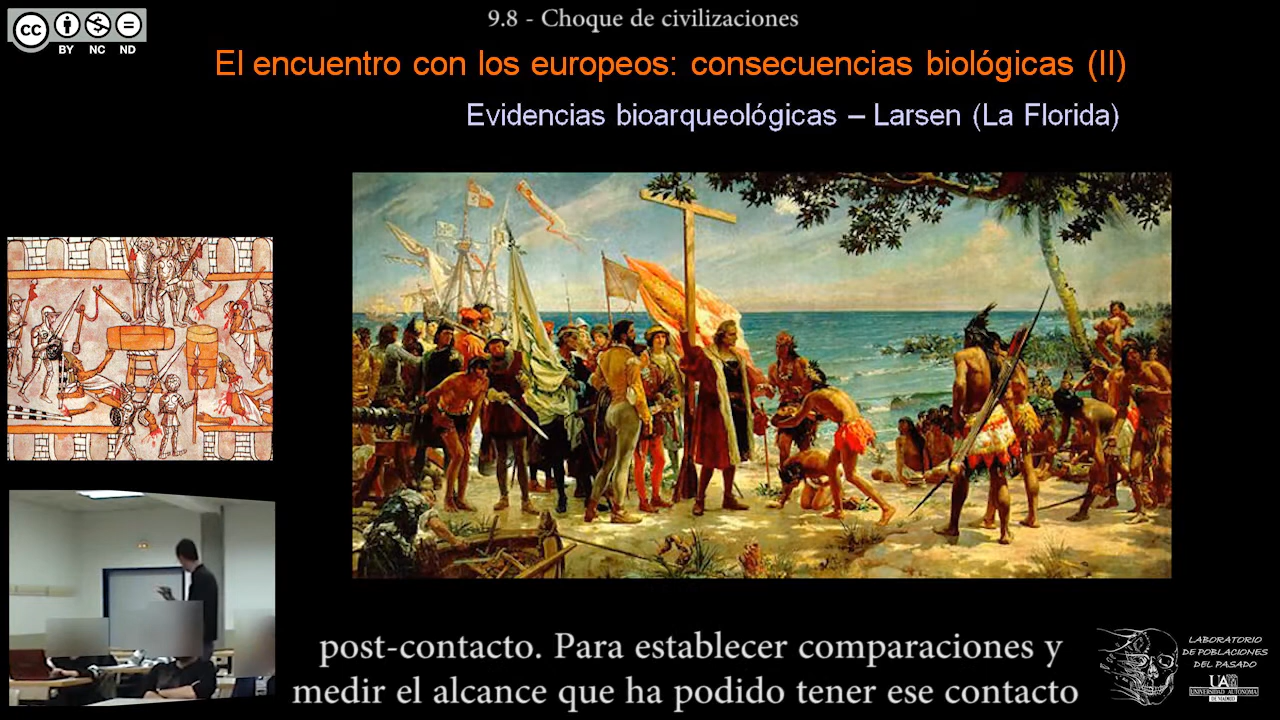 9.8 - Choque de civilizaciones
cc
BY NC ND
El encuentro con los europeos: consecuencias biológicas (II)
Evidencias bioarqueológicas – Larsen (La Florida)
post-contacto. Para establecer comparaciones y
medir el alcance que ha podido tener ese contacto
LABORATORIO
DE POBLACIONES
DEL PASADO
UAM
UNIVERSIDAD AUTONOMA
DE MADRID